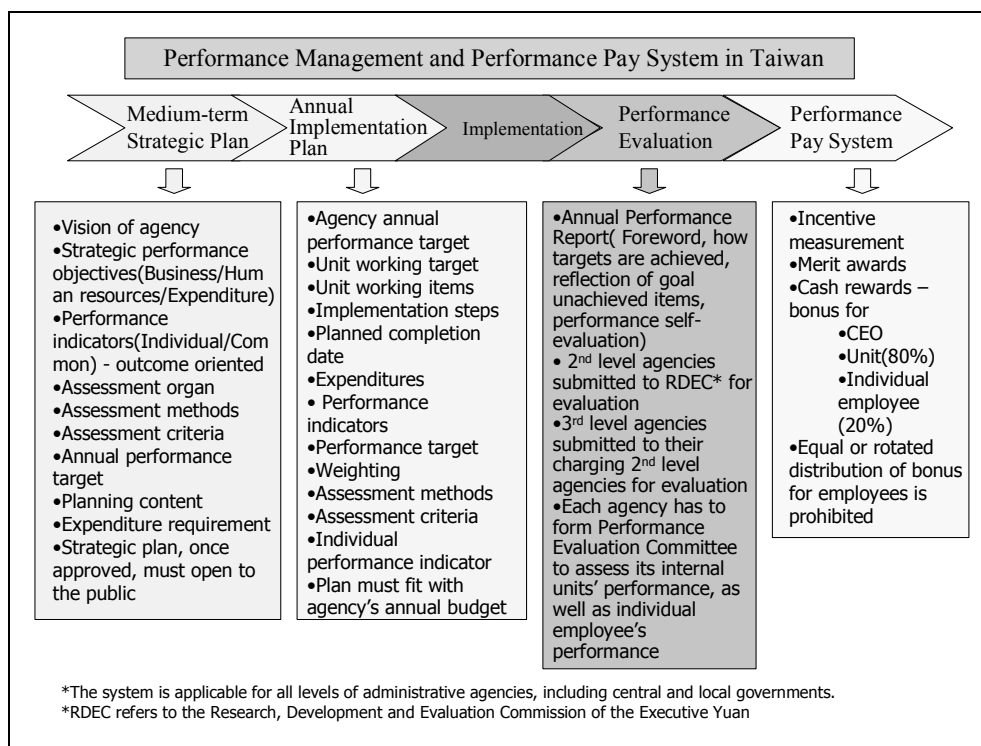 Performance Management and Performance Pay System in Taiwan
Medium-term
Strategic Plan
Annual
Implementation
Plan
Implementation
Performance
Evaluation
Performance
Pay System
•Vision of agency
•Strategic performance
objectives(Business/Hum
an resources/Expenditure)
•Performance
indicators(Individual/Com
mon) - outcome oriented
•Assessment organ
•Assessment methods
•Assessment criteria
•Annual performance
target
•Planning content
•Expenditure requirement
•Strategic plan, once
approved, must open to
the public
•Agency annual
performance target
•Unit working target
•Unit working items
•Implementation steps
•Planned completion
date
•Expenditures
• Performance
indicators
•Performance target
•Weighting
•Assessment methods
•Assessment criteria
•Individual
performance indicator
•Plan must fit with
agency's annual budget
•Annual Performance
Report( Foreword, how
targets are achieved,
reflection of goal
unachieved items,
performance self-
evaluation)
• 2nd level agencies
submitted to RDEC* for
evaluation
•3rd level agencies
submitted to their
charging 2nd level
agencies for evaluation
•Each agency has to
form Performance
Evaluation Committee
to assess its internal
units' performance, as
well as individual
employee's
performance
•Incentive
measurement
•Merit awards
•Cash rewards –
bonus for
•CEO
•Unit(80%)
•Individual
employee
(20%)
•Equal or rotated
distribution of bonus
for employees is
prohibited
*The system is applicable for all levels of administrative agencies, including central and local governments.
*RDEC refers to the Research, Development and Evaluation Commission of the Executive Yuan